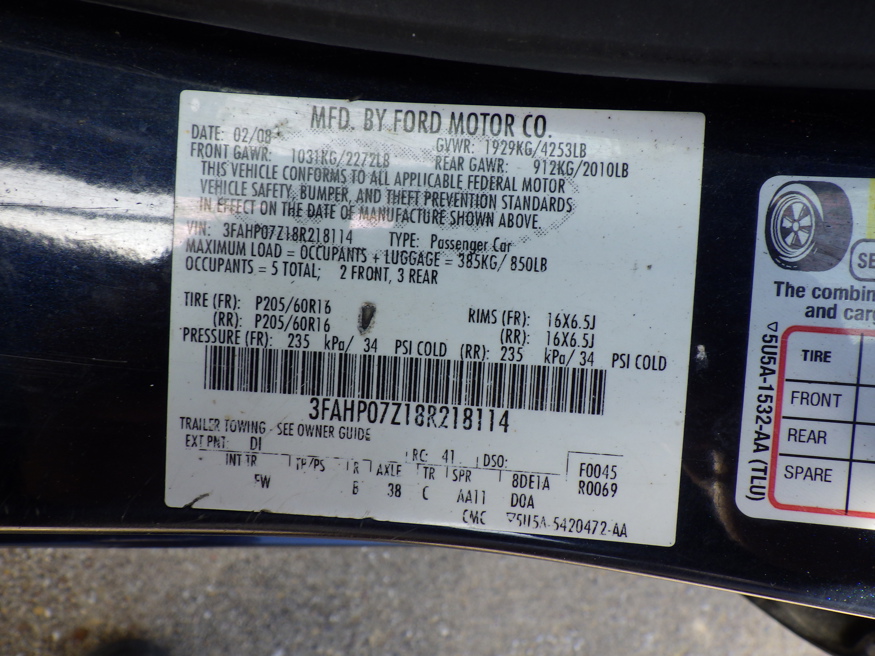 MFD. BY FORD MOTOR CO.
DATE: 02/08 GVWR: 1929KG/4253LB
FRONT GAWR: 1031KG/2272LB REAR GAWR: 912KG/2010LB
THIS VEHICLE CONFORMS TO ALL APPLICABLE FEDERAL MOTOR
VEHICLE SAFETY, BUMPER, AND THEFT PREVENTION STANDARDS
IN EFFECT ON THE DATE OF MANUFACTURE SHOWN ABOVE.
VIN: 3FAHP07Z18R218114 TYPE: Passenger Car
MAXIMUM LOAD = OCCUPANTS + LUGGAGE = 385KG/850LB
OCCUPANTS = 5 TOTAL; 2 FRONT, 3 REAR
TIRE (FR): P205/60R16 RIMS (FR): 16X6.5J
(RR): P205/60R16 (RR): 16X6.5J
PRESSURE (FR): 235 kPa/ 34 PSI COLD (RR): 235 kPa/ 34 PSI COLD
3FAHP07Z18R218114
TRAILER TOWING - SEE OWNER GUIDE
EXT PNT: DI RC: 41 DSO: F0045
INT TR TP/PS R AXLE TR SPR 8DE1A R0069
FW B 38 C AA11 D0A
CMC ▽5U5A-5420472-AA
SE
The combin
and carg
TIRE
FRONT
REAR
SPARE
▽5U5A-1532-AA (TLU)